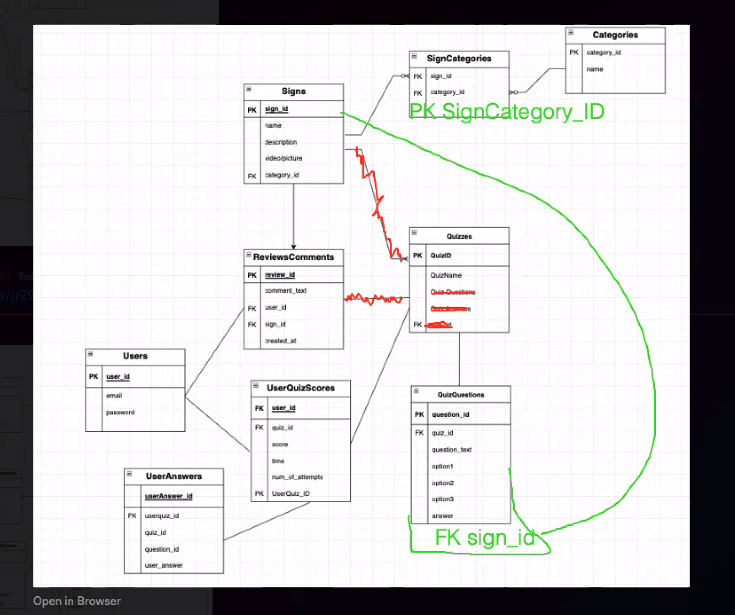 Categories
PK category_id
name
SignCategories
FK sign_id
FK category_id
PK SignCategory_ID
Signs
PK sign_id
name
description
video/picture
FK category_id
Quizzes
PK QuizID
QuizName
Quiz Questions
FK
ReviewsComments
PK review_id
comment_text
FK user_id
FK sign_id
created_at
Users
PK user_id
email
password
UserQuizScores
FK user_id
FK quiz_id
score
time
num_of_attempts
PK UserQuiz_ID
QuizQuestions
PK question_id
FK quiz_id
question_text
option1
option2
option3
answer
FK sign_id
UserAnswers
userAnswer_id
FK userquiz_id
quiz_id
question_id
user_answer
Open in Browser